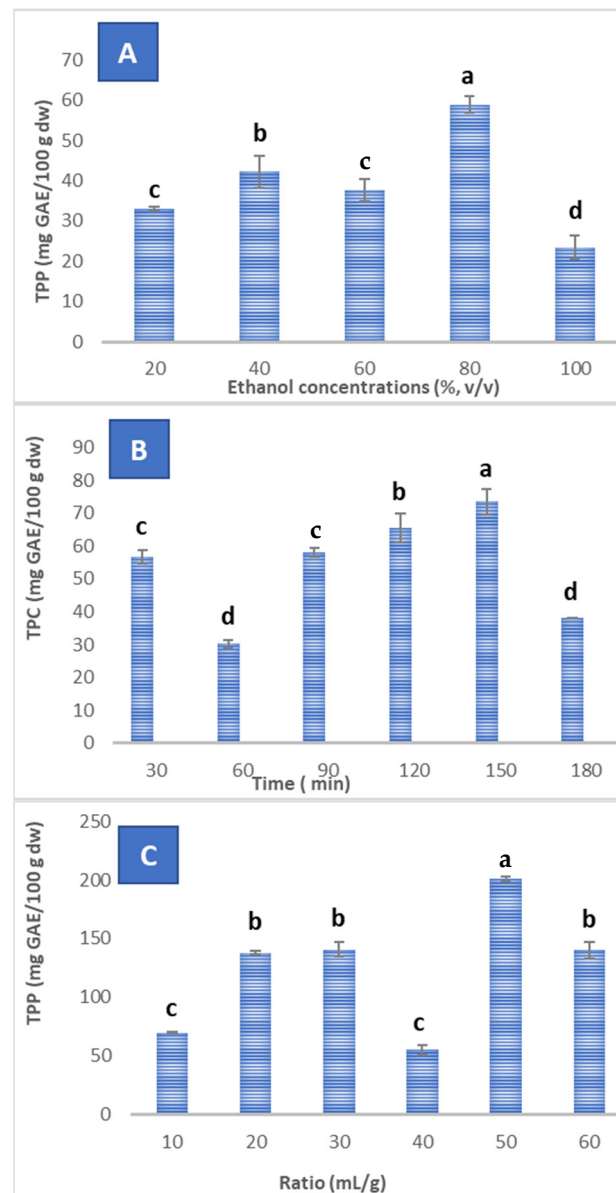 A
TPP (mg GAE/100 g dw)
70
60
50
40
30
20
10
0
c
b
c
a
d
20 40 60 80 100
Ethanol concentrations (%, v/v)
B
TPC (mg GAE/100 g dw)
90
80
70
60
50
40
30
20
10
0
c
d
c
b
a
d
30 60 90 120 150 180
Time ( min)
C
TPP (mg GAE/100 g dw)
250
200
150
100
50
0
c
b
b
c
a
b
10 20 30 40 50 60
Ratio (mL/g)